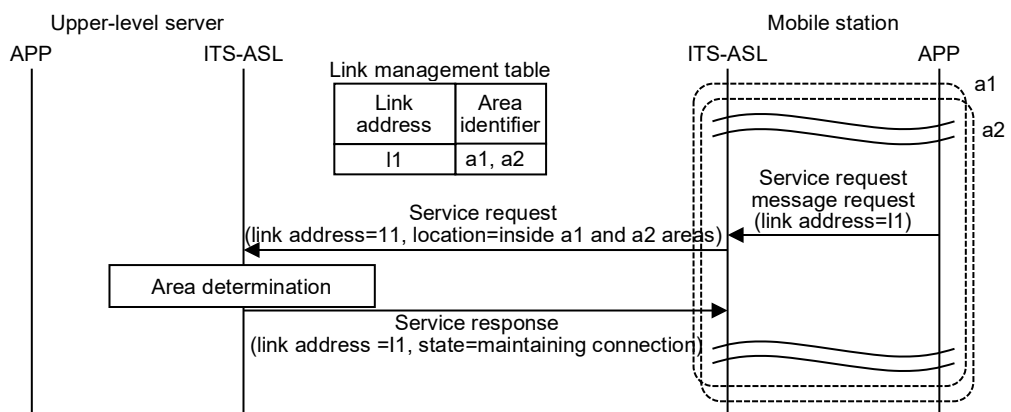 Upper-level server
Mobile station
APP
ITS-ASL
ITS-ASL
APP
Link management table
Link address
Area identifier
l1
a1, a2
a1
a2
Service request
message request
(link address=l1)
Service request
(link address=11, location=inside a1 and a2 areas)
Area determination
Service response
(link address =l1, state=maintaining connection)